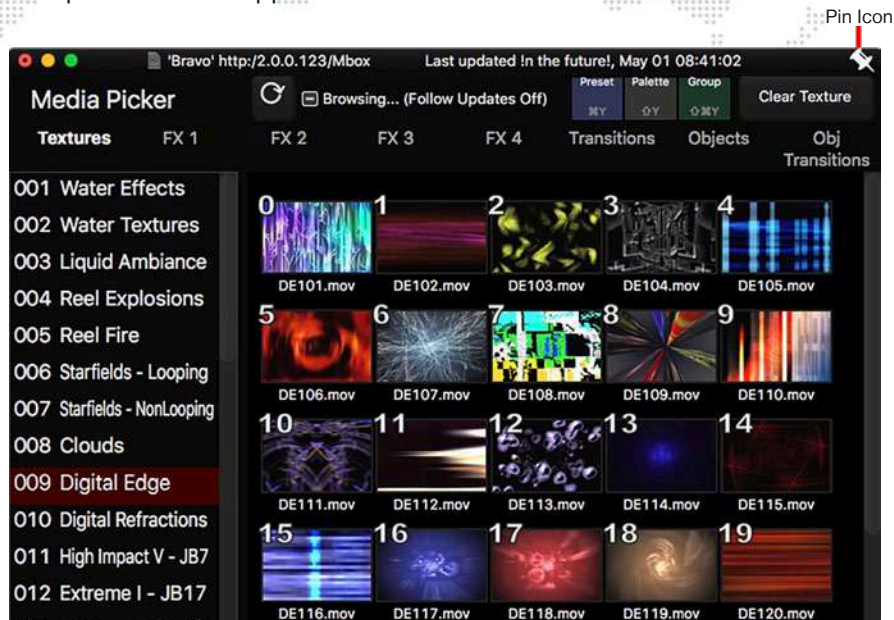 Pin Icon
'Bravo' http:/2.0.0.123/Mbox Last updated !n the future!, May 01 08:41:02
Media Picker Browsing... (Follow Updates Off) Preset Palette Group Clear Texture
⌘Y ⇧Y ⇧⌘Y
Textures FX 1 FX 2 FX 3 FX 4 Transitions Objects Obj
Transitions
001 Water Effects
002 Water Textures
003 Liquid Ambiance
004 Reel Explosions
005 Reel Fire
006 Starfields - Looping
007 Starfields - NonLooping
008 Clouds
009 Digital Edge
010 Digital Refractions
011 High Impact V - JB7
012 Extreme I - JB17
0 1 2 3 4
DE101.mov DE102.mov DE103.mov DE104.mov DE105.mov
5 6 7 8 9
DE106.mov DE107.mov DE108.mov DE109.mov DE110.mov
10 11 12 13 14
DE111.mov DE112.mov DE113.mov DE114.mov DE115.mov
15 16 17 18 19
DE116.mov DE117.mov DE118.mov DE119.mov DE120.mov